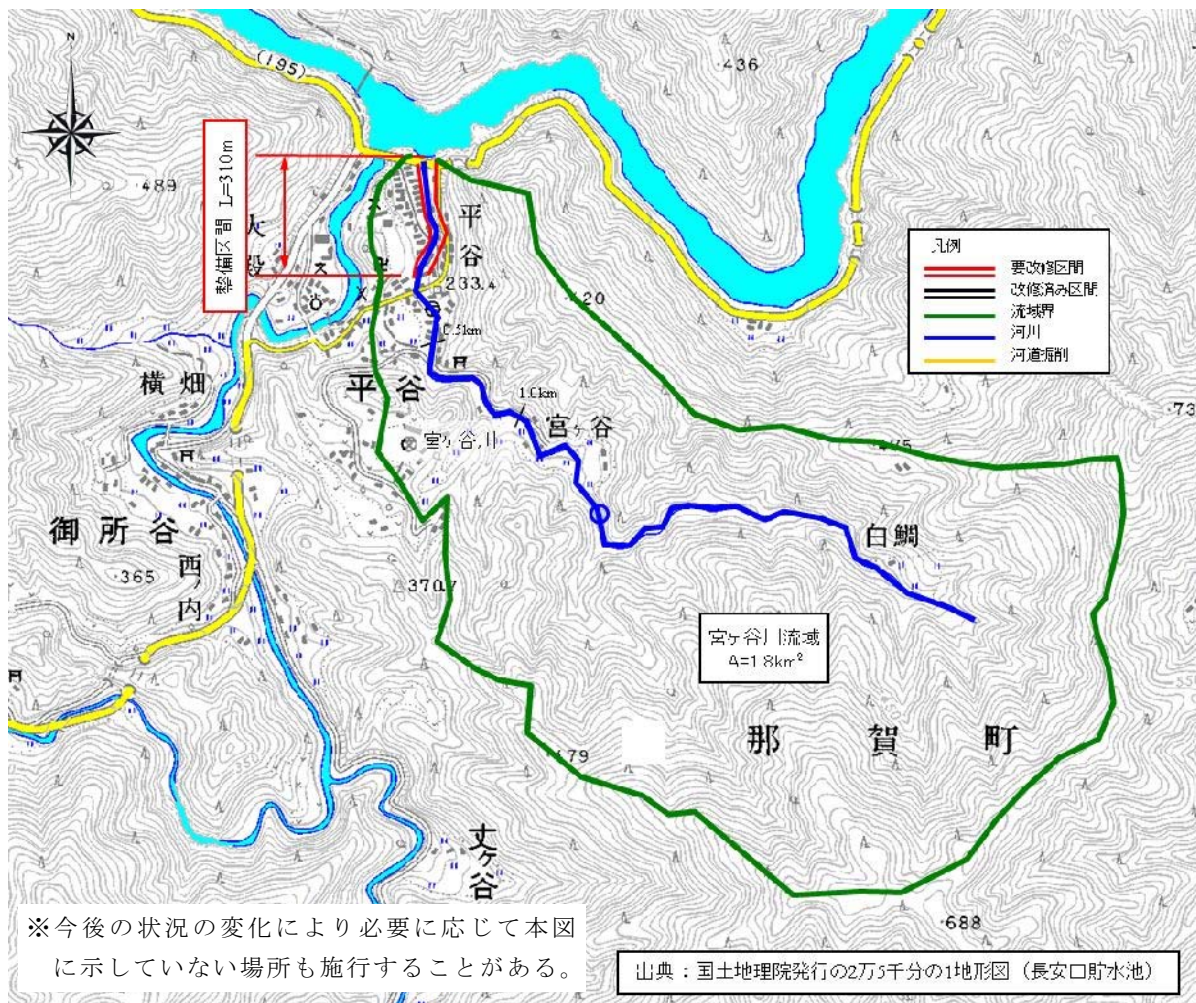 N
(195)
・436
整備区間 L=310m
・489
大殿
平
谷
凡例
要改修区間
改修済み区間
流域界
河川
河道掘削
233.4
0.5km
横畑
平谷
1.0km
宮ヶ谷
宮ヶ谷川
御所谷
西ノ内
・365
370.7
白鯛
宮ヶ谷川流域
A=1.8km²
那賀町
丈ヶ谷
・688
※今後の状況の変化により必要に応じて本図
に示していない場所も施行することがある。
出典：国土地理院発行の2万5千分の1地形図（長安口貯水池）